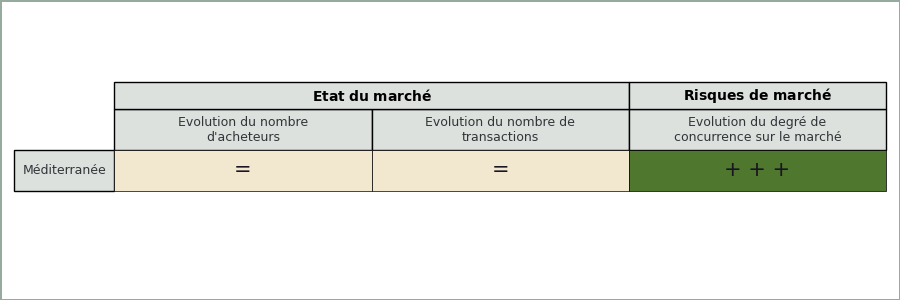 Etat du marché
Risques de marché
Evolution du nombre
d'acheteurs
Evolution du nombre de
transactions
Evolution du degré de
concurrence sur le marché
Méditerranée
=
=
+ + +